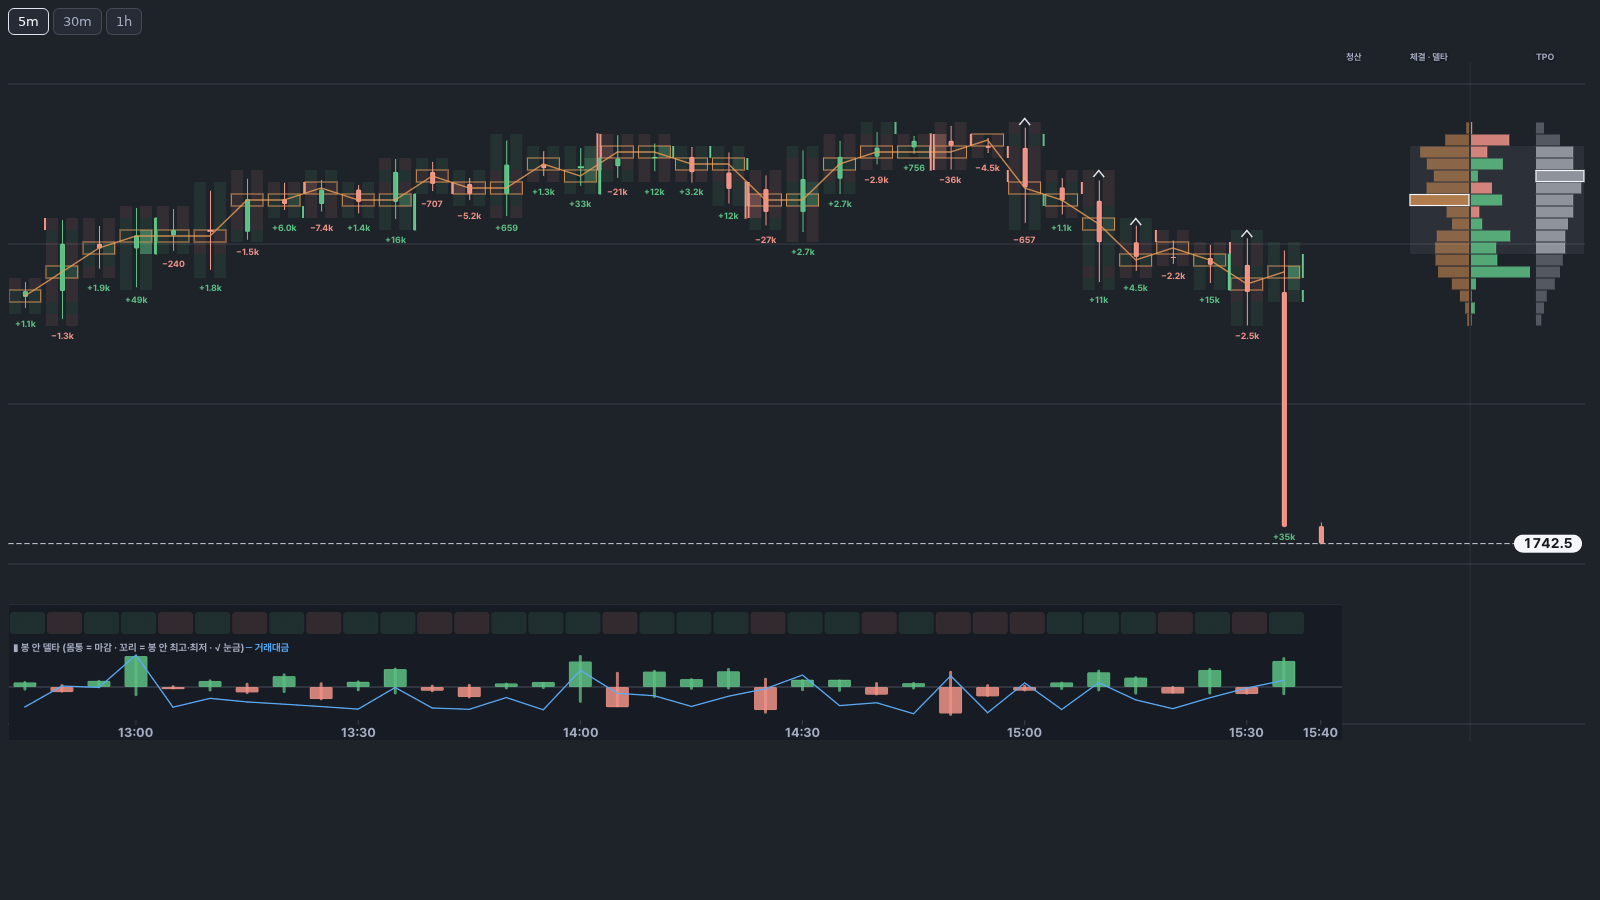 5m 30m 1h
청산 체결 · 델타 TPO
+1.1k −1.3k +1.9k +49k −240 +1.8k −1.5k +6.0k −7.4k +1.4k +16k −707 −5.2k +659 +1.3k +33k −21k +12k +3.2k +12k −27k +2.7k +2.7k −2.9k +756 −36k −4.5k −657 +1.1k +11k +4.5k −2.2k +15k −2.5k +35k
1742.5
봉 안 델타 (몸통 = 마감 · 꼬리 = 봉 안 최고·최저 · √ 눈금) ─ 거래대금
13:00 13:30 14:00 14:30 15:00 15:30 15:40